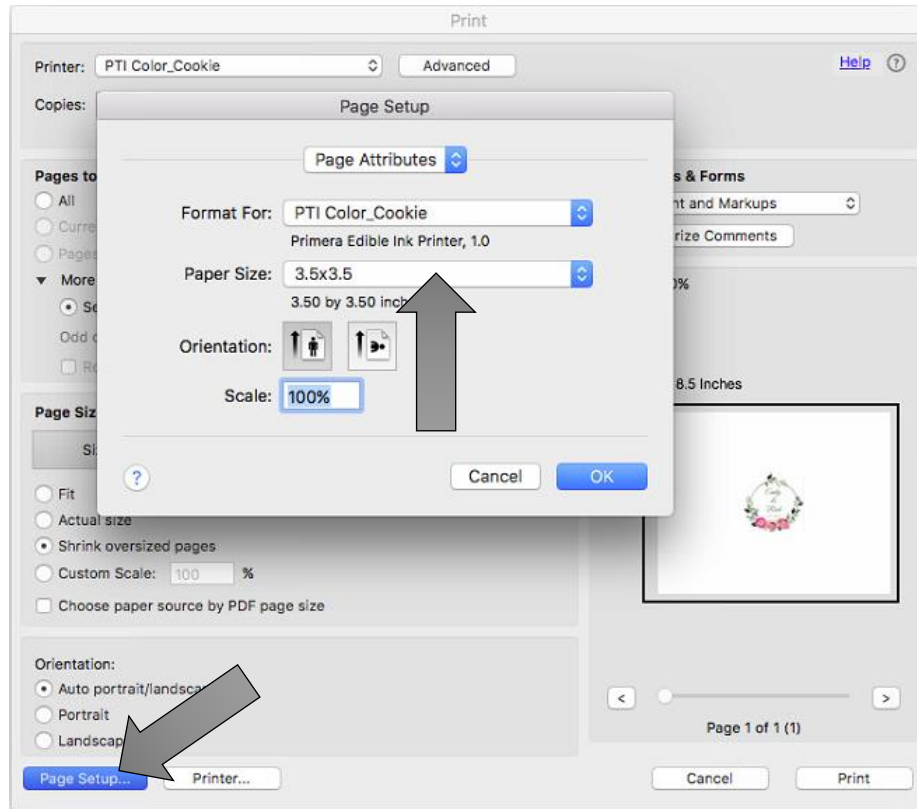 Print
Printer: PTI Color_Cookie Advanced Help ?
Copies:
Page Setup
Page Attributes
Format For: PTI Color_Cookie
Primera Edible Ink Printer, 1.0
Paper Size: 3.5x3.5
3.50 by 3.50
Orientation:
Scale: 100%
? Cancel OK
Pages to
All
More
s & Forms
nt and Markups
rize Comments
0%
8.5 Inches
Page Siz
Fit
Actual size
Shrink oversized pages
Custom Scale: 100 %
Choose paper source by PDF page size
Orientation:
Auto portrait/landscap
Portrait
Landscap
< >
Page 1 of 1 (1)
Page Setup... Printer... Cancel Print